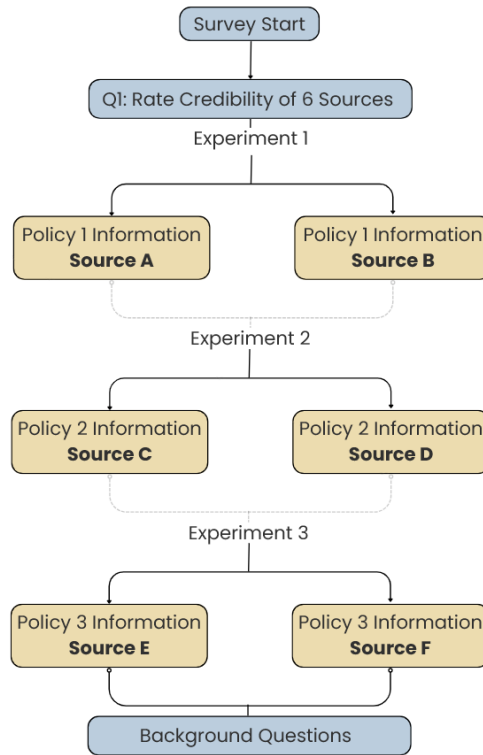 Survey Start
Q1: Rate Credibility of 6 Sources
Experiment 1
Policy 1 Information
Source A
Policy 1 Information
Source B
Experiment 2
Policy 2 Information
Source C
Policy 2 Information
Source D
Experiment 3
Policy 3 Information
Source E
Policy 3 Information
Source F
Background Questions